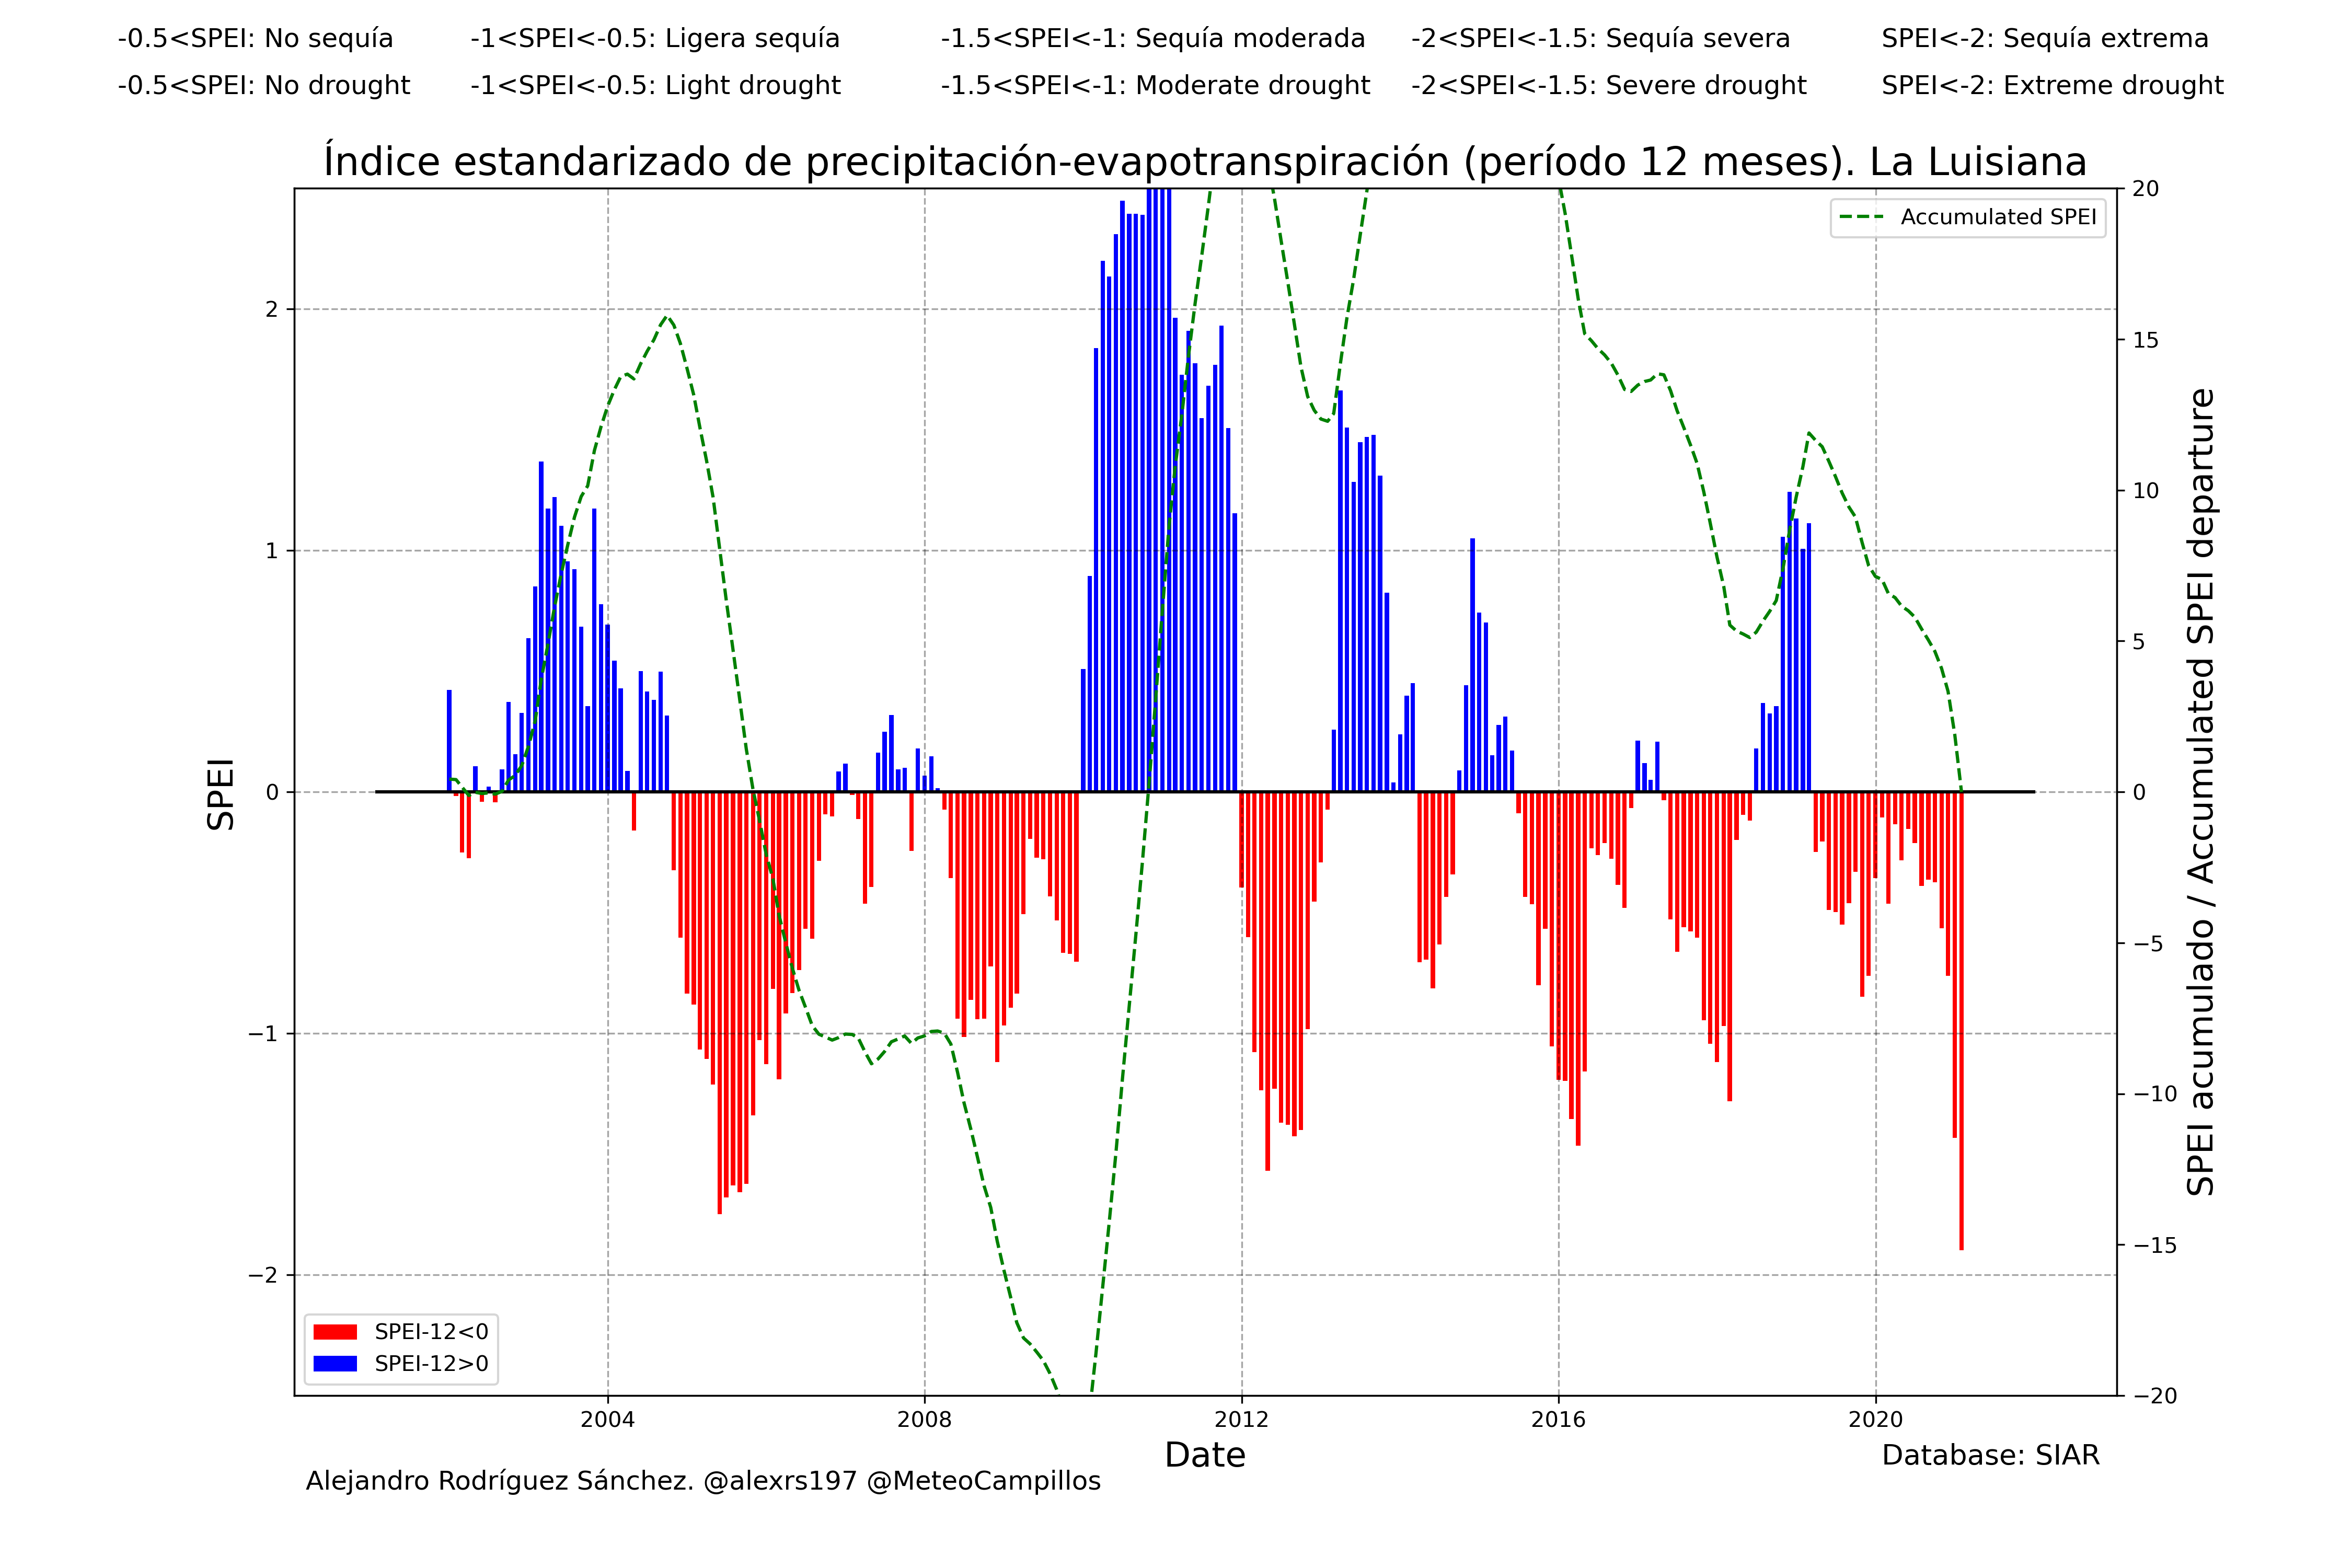 -0.5<SPEI: No sequía -1<SPEI<-0.5: Ligera sequía -1.5<SPEI<-1: Sequía moderada -2<SPEI<-1.5: Sequía severa SPEI<-2: Sequía extrema
-0.5<SPEI: No drought -1<SPEI<-0.5: Light drought -1.5<SPEI<-1: Moderate drought -2<SPEI<-1.5: Severe drought SPEI<-2: Extreme drought
Índice estandarizado de precipitación-evapotranspiración (período 12 meses). La Luisiana
Accumulated SPEI
SPEI
2
1
0
−1
−2
20
15
10
5
0
−5
−10
−15
−20
SPEI acumulado / Accumulated SPEI departure
SPEI-12<0
SPEI-12>0
2004 2008 2012 2016 2020
Date
Database: SIAR
Alejandro Rodríguez Sánchez. @alexrs197 @MeteoCampillos